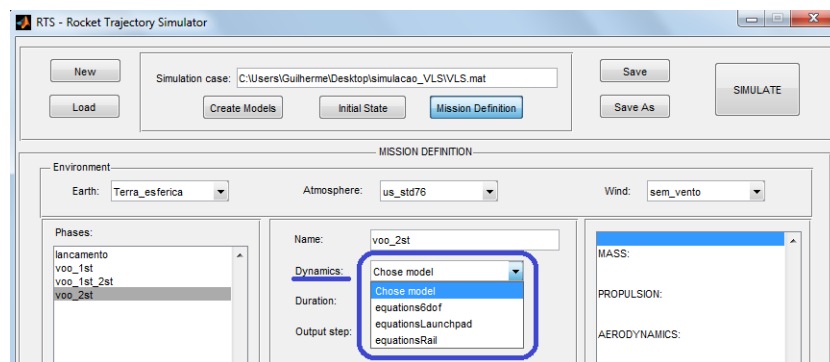 RTS - Rocket Trajectory Simulator
New
Simulation case: C:\Users\Guilherme\Desktop\simulacao_VLS\VLS.mat
Save
SIMULATE
Load
Create Models
Initial State
Mission Definition
Save As
MISSION DEFINITION
Environment
Earth: Terra_esferica
Atmosphere: us_std76
Wind: sem_vento
Phases:
lancamento
voo_1st
voo_1st_2st
voo_2st
Name: voo_2st
Dynamics: Chose model
Chose model
equations6dof
equationsLaunchpad
equationsRail
Duration:
Output step:
MASS:
PROPULSION:
AERODYNAMICS: